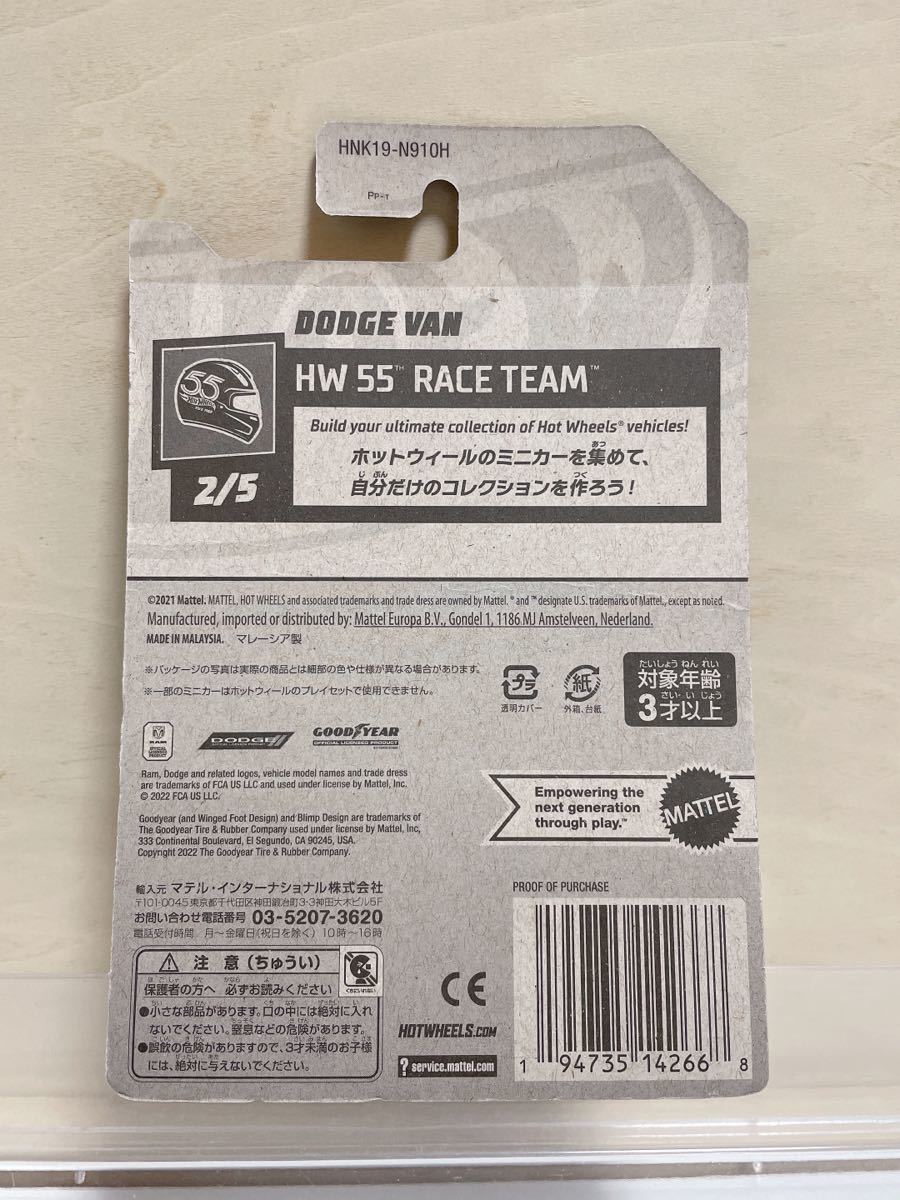 HNK19-N910H
PP-T
DODGE VAN
HW 55™ RACE TEAM™
55
2/5
Build your ultimate collection of Hot Wheels® vehicles!
ホットウィールのミニカーを集めて、
自分だけのコレクションを作ろう！
©2021 Mattel. MATTEL, HOT WHEELS and associated trademarks and trade dress are owned by Mattel. ® and ™ designate U.S. trademarks of Mattel, except as noted.
Manufactured, imported or distributed by: Mattel Europa B.V., Gondel 1, 1186 MJ Amstelveen, Nederland.
MADE IN MALAYSIA. マレーシア製
※パッケージの写真は実際の商品とは細部の色や仕様が異なる場合があります。
※一部のミニカーはホットウィールのプレイセットで使用できません。
プラ
透明カバー
紙
外箱、台紙
対象年齢
3才以上
RAM
OFFICIAL LICENSED PRODUCT
DODGE
OFFICIAL LICENSED PRODUCT
GOODYEAR
OFFICIAL LICENSED PRODUCT
Ram, Dodge and related logos, vehicle model names and trade dress
are trademarks of FCA US LLC and used under license by Mattel, Inc.
© 2022 FCA US LLC.
Goodyear (and Winged Foot Design) and Blimp Design are trademarks of
The Goodyear Tire & Rubber Company used under license by Mattel, Inc,
333 Continental Boulevard, El Segundo, CA 90245, USA.
Copyright 2022 The Goodyear Tire & Rubber Company.
Empowering the
next generation
through play.™
MATTEL
輸入元 マテル・インターナショナル株式会社
〒101-0045 東京都千代田区神田鍛冶町3-3神田大木ビル5F
お問い合わせ電話番号 03-5207-3620
電話受付時間 月〜金曜日(祝日を除く) 10時〜16時
⚠ 注 意 (ちゅうい)
保護者の方へ 必ずお読みください
●小さな部品があります。口の中には絶対に入れ
ないでください。窒息などの危険があります。
●誤飲の危険がありますので、3才未満のお子様
には、絶対に与えないでください。
CE
HOTWHEELS.COM
? service.mattel.com
PROOF OF PURCHASE
1 94735 14266 8